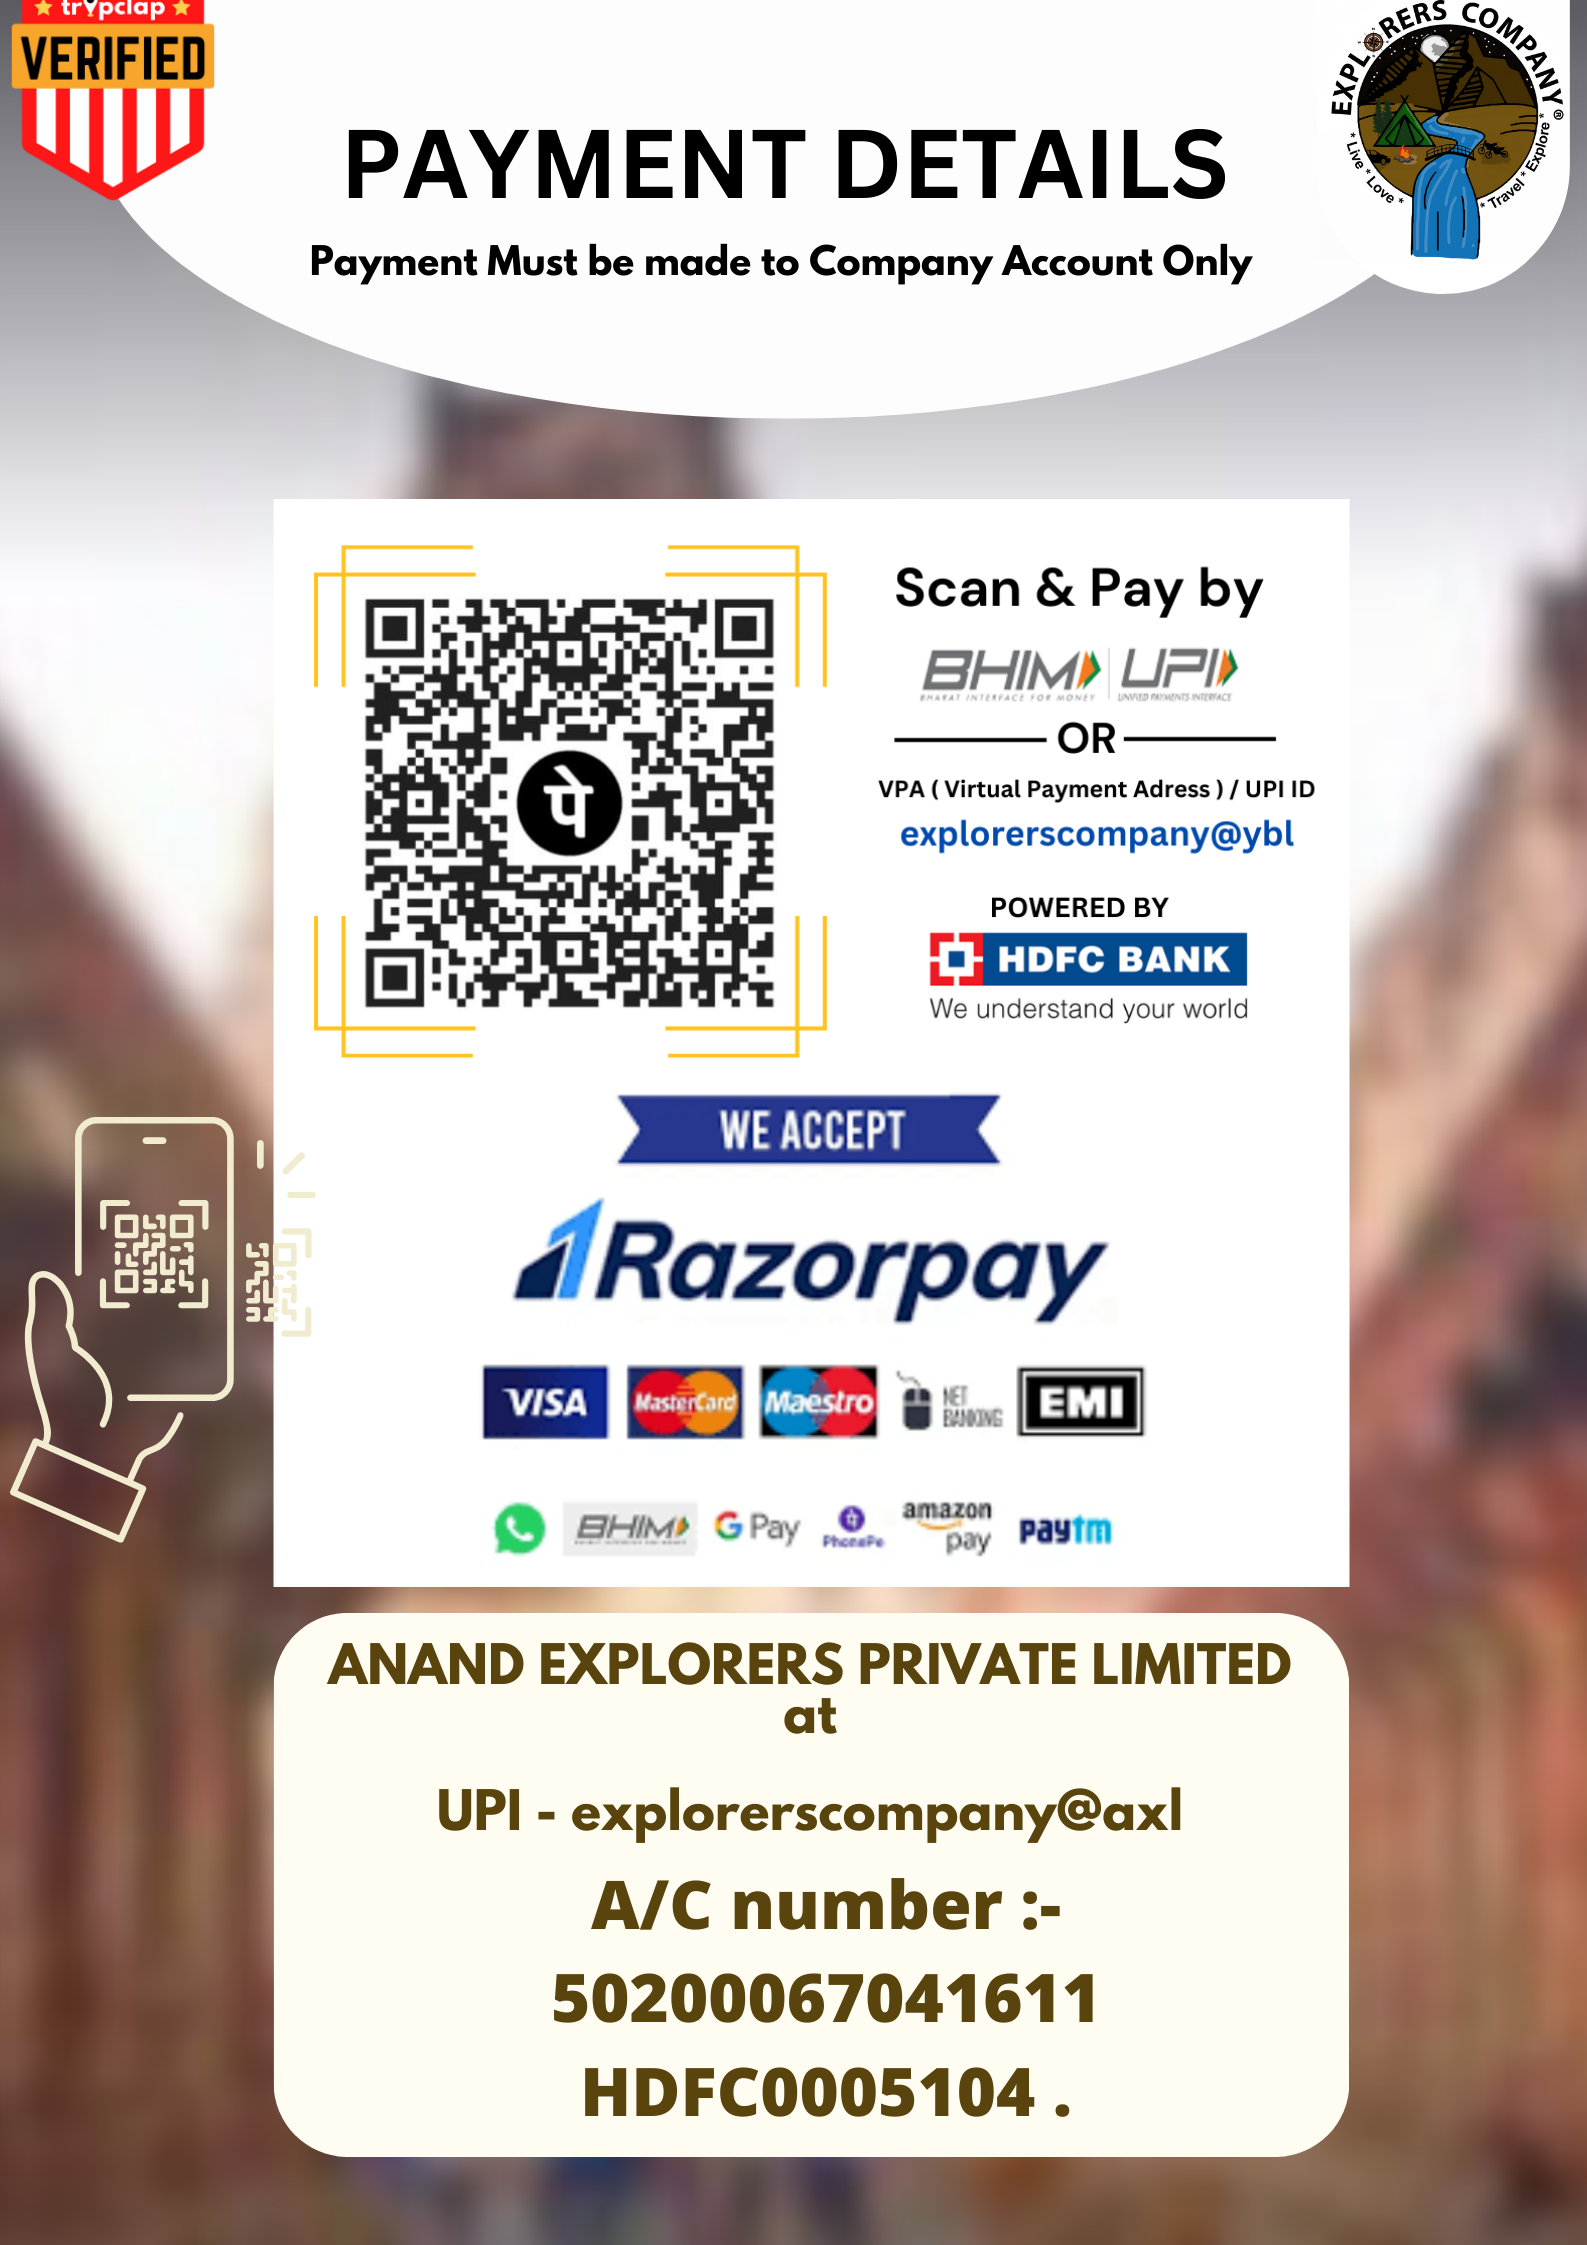 trypclap
VERIFIED
EXPLORERS COMPANY®
* Live * Love *
* Travel * Explore *
PAYMENT DETAILS
Payment Must be made to Company Account Only
Scan & Pay by
BHIM
BHARAT INTERFACE FOR MONEY
UPI
UNIFIED PAYMENTS INTERFACE
OR
VPA ( Virtual Payment Adress ) / UPI ID
explorerscompany@ybl
POWERED BY
HDFC BANK
We understand your world
पे
WE ACCEPT
Razorpay
VISA
MasterCard
Maestro
NET
BANKING
EMI
BHIM
G Pay
PhonePe
amazon
pay
paytm
ANAND EXPLORERS PRIVATE LIMITED
at
UPI - explorerscompany@axl
A/C number :-
50200067041611
HDFC0005104 .